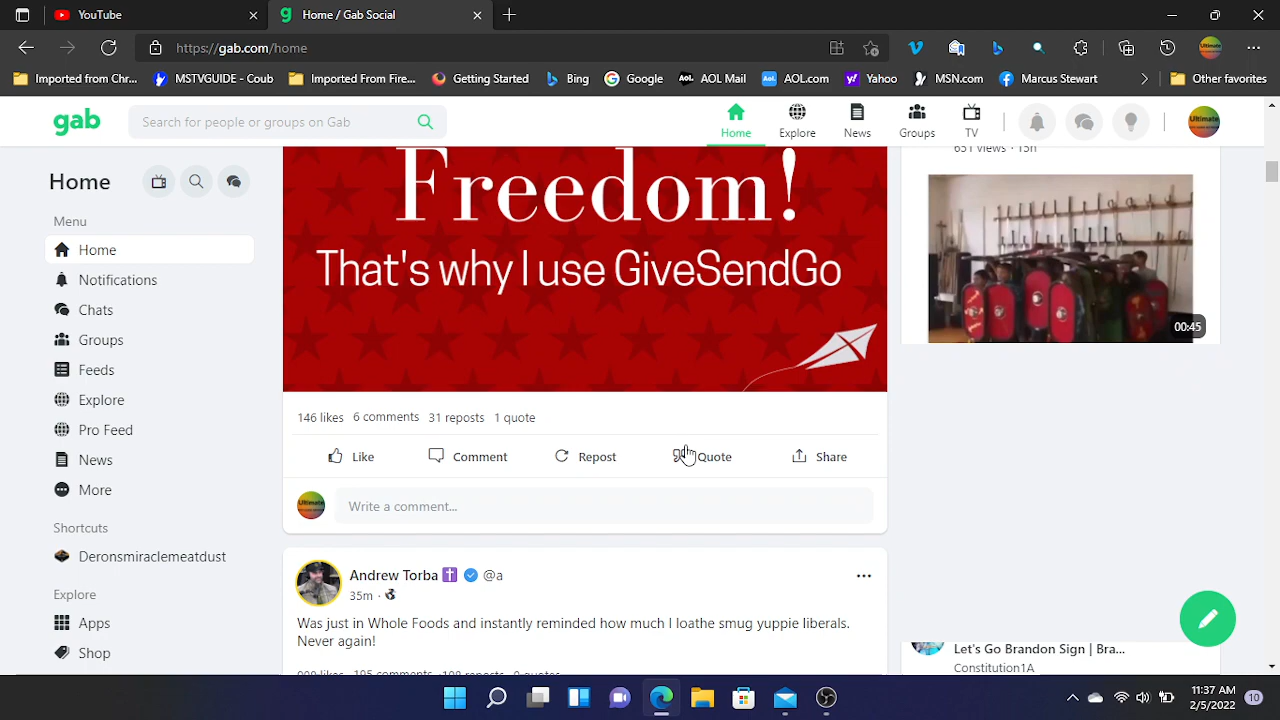 YouTube
Home / Gab Social
https://gab.com/home
Imported from Chr...
MSTVGUIDE - Coub
Imported From Fire...
Getting Started
Bing
Google
AOL Mail
AOL.com
Yahoo
MSN.com
Marcus Stewart
Other favorites
gab
Search for people or groups on Gab
Home
Explore
News
Groups
TV
Ultimate
Home
Menu
Home
Notifications
Chats
Groups
Feeds
Explore
Pro Feed
News
More
Shortcuts
Deronsmiraclemeatdust
Explore
Apps
Shop
Freedom!
That's why I use GiveSendGo
146 likes 6 comments 31 reposts 1 quote
Like Comment Repost Quote Share
Ultimate
Write a comment...
Andrew Torba @a
35m ·
Was just in Whole Foods and instantly reminded how much I loathe smug yuppie liberals.
Never again!
651 views · 15h
00:45
Let's Go Brandon Sign | Bra...
Constitution1A
11:37 AM
2/5/2022
10